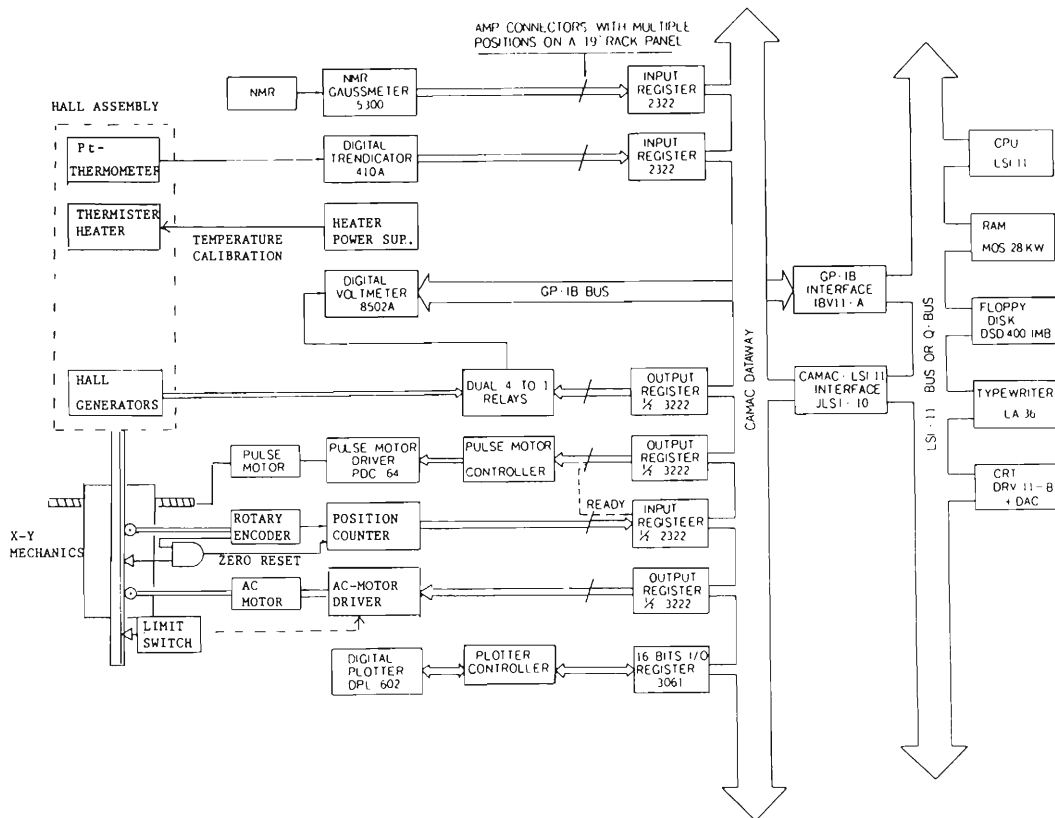 AMP CONNECTORS WITH MULTIPLE
POSITIONS ON A 19" RACK PANEL
NMR
NMR
GAUSSMETER
5300
INPUT
REGISTER
2322
HALL ASSEMBLY
Pt-
THERMOMETER
DIGITAL
TRENDICATOR
410A
INPUT
REGISTER
2322
THERMISTER
HEATER
TEMPERATURE
CALIBRATION
HEATER
POWER SUP..
DIGITAL
VOLTMETER
8502A
GP-IB BUS
HALL
GENERATORS
DUAL 4 TO 1
RELAYS
OUTPUT
REGISTER
½ 3222
PULSE
MOTOR
PULSE MOTOR
DRIVER
PDC 64
PULSE MOTOR
CONTROLLER
OUTPUT
REGISTER
½ 3222
READY
X-Y
MECHANICS
ROTARY
ENCODER
ZERO RESET
POSITION
COUNTER
INPUT
REGISTEER
½ 2322
AC
MOTOR
AC-MOTOR
DRIVER
OUTPUT
REGISTER
½ 3222
LIMIT
SWITCH
DIGITAL
PLOTTER
DPL 602
PLOTTER
CONTROLLER
16 BITS I/O
REGISTER
3061
CAMAC DATAWAY
GP-IB
INTERFACE
IBV11-A
CAMAC-LSI 11
INTERFACE
JLSI-10
LSI-11 BUS OR Q-BUS
CPU
LSI 11
RAM
MOS 28 KW
FLOPPY
DISK
DSD 400 1MB
TYPEWRITER
LA 36
CRT
DRV 11-B
+ DAC